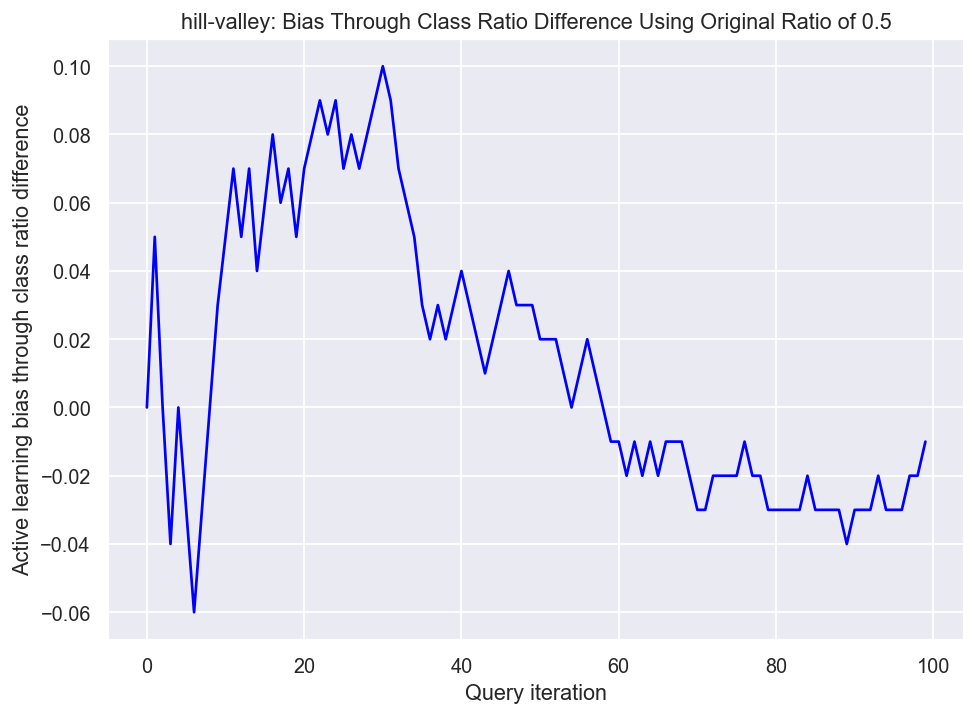 hill-valley: Bias Through Class Ratio Difference Using Original Ratio of 0.5
Active learning bias through class ratio difference
0.10
0.08
0.06
0.04
0.02
0.00
−0.02
−0.04
−0.06
0 20 40 60 80 100
Query iteration